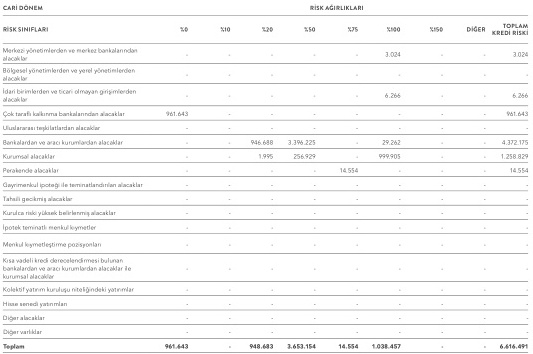 CARİ DÖNEM RİSK AĞIRLIKLARI
RİSK SINIFLARI %0 %10 %20 %50 %75 %100 %150 DİĞER TOPLAM KREDİ RİSKİ
Merkezi yönetimlerden ve merkez bankalarından
alacaklar - - - - - 3.024 - - 3.024
Bölgesel yönetimlerden ve yerel yönetimlerden
alacaklar - - - - - - - - -
İdari birimlerden ve ticari olmayan girişimlerden
alacaklar - - - - - 6.266 - - 6.266
Çok taraflı kalkınma bankalarından alacaklar 961.643 - - - - - - - 961.643
Uluslararası teşkilatlardan alacaklar - - - - - - - - -
Bankalardan ve aracı kurumlardan alacaklar - - 946.688 3.396.225 - 29.262 - - 4.372.175
Kurumsal alacaklar - - 1.995 256.929 - 999.905 - - 1.258.829
Perakende alacaklar - - - - 14.554 - - - 14.554
Gayrimenkul ipoteği ile teminatlandırılan alacaklar - - - - - - - - -
Tahsili gecikmiş alacaklar - - - - - - - - -
Kurulca riski yüksek belirlenmiş alacaklar - - - - - - - - -
İpotek teminatlı menkul kıymetler - - - - - - - - -
Menkul kıymetleştirme pozisyonları - - - - - - - - -
Kısa vadeli kredi derecelendirmesi bulunan
bankalardan ve aracı kurumlardan alacaklar ile
kurumsal alacaklar - - - - - - - - -
Kolektif yatırım kuruluşu niteliğindeki yatırımlar - - - - - - - - -
Hisse senedi yatırımları - - - - - - - - -
Diğer alacaklar - - - - - - - - -
Diğer varlıklar - - - - - - - - -
Toplam 961.643 - 948.683 3.653.154 14.554 1.038.457 - - 6.616.491